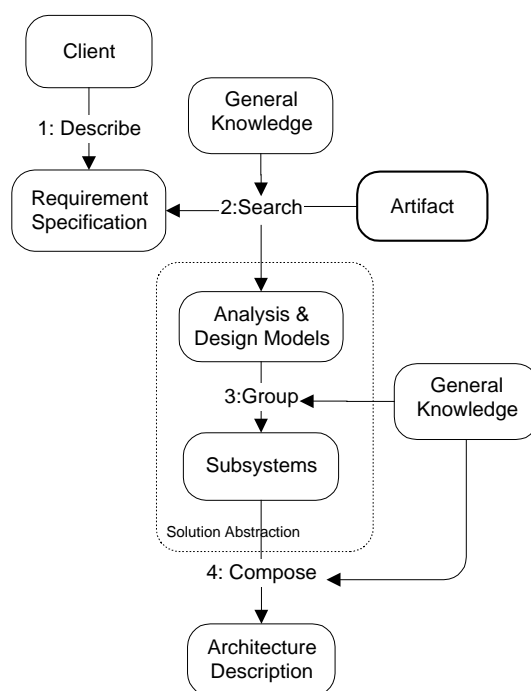 Client
General
Knowledge
1: Describe
Requirement
Specification
2:Search
Artifact
Analysis &
Design Models
3:Group
General
Knowledge
Subsystems
Solution Abstraction
4: Compose
Architecture
Description